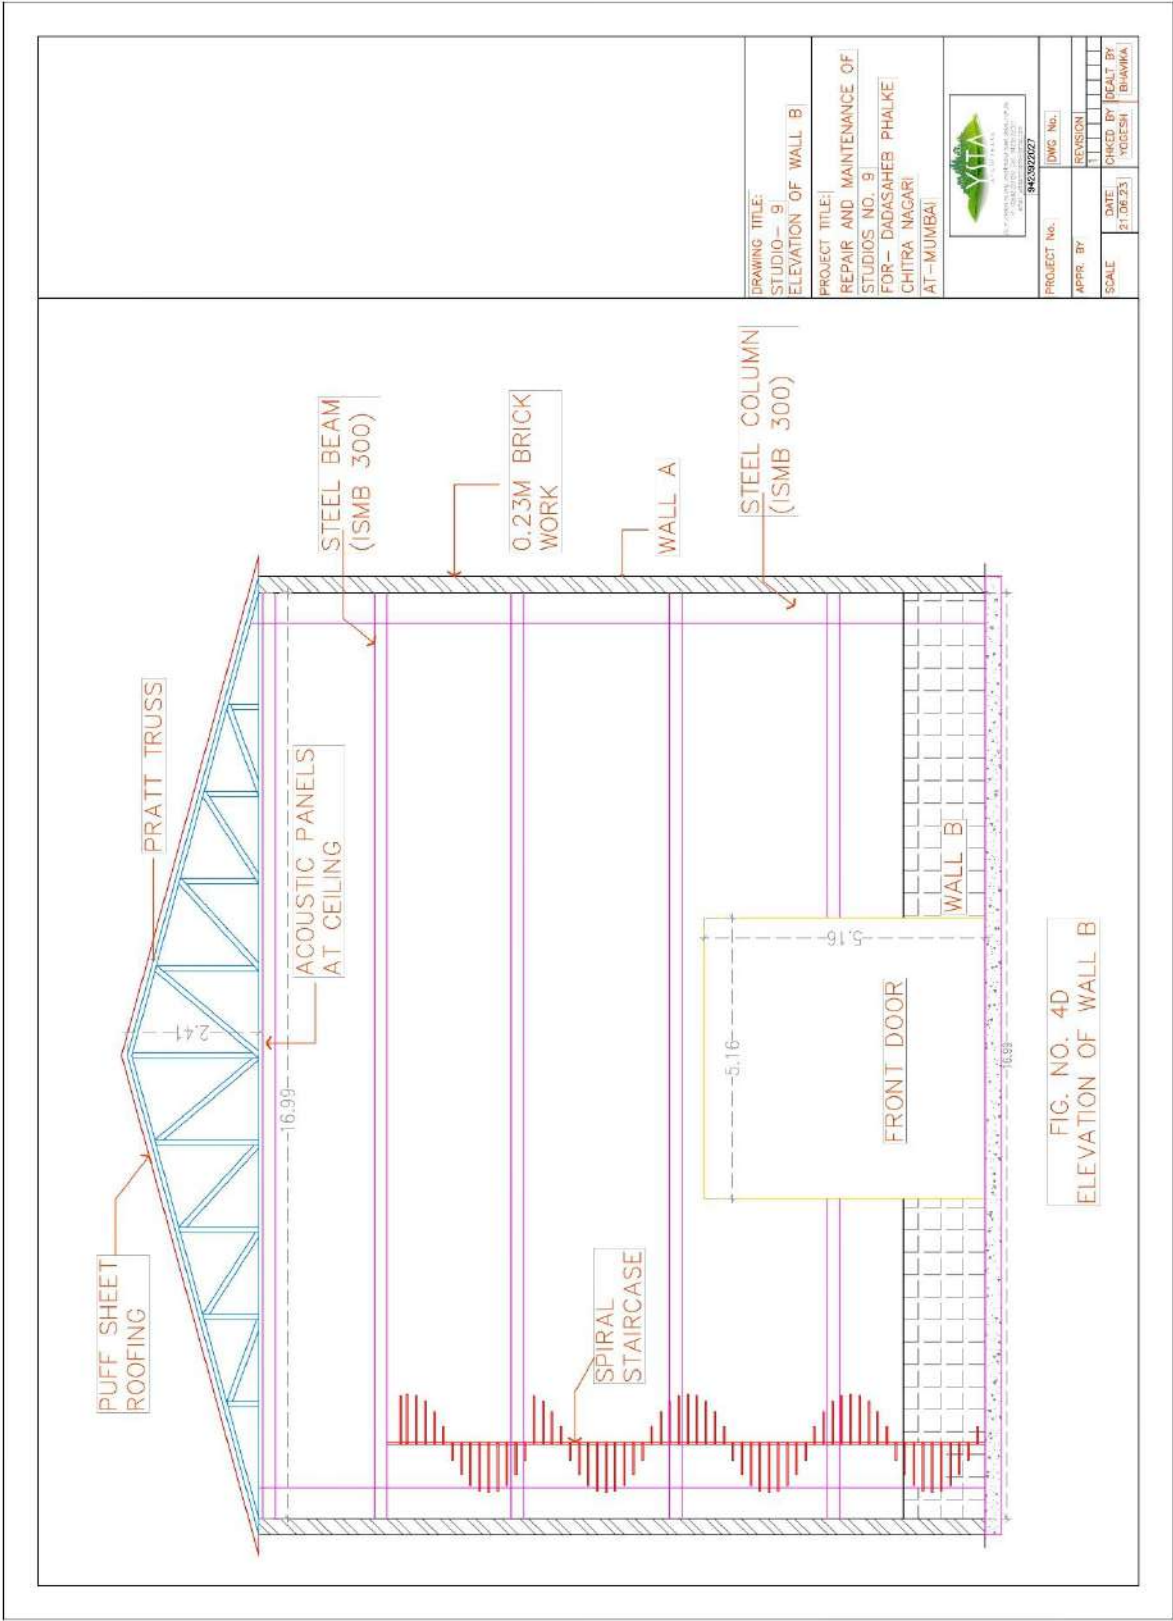 PUFF SHEET
ROOFING
PRATT TRUSS
2.41
16.99
ACOUSTIC PANELS
AT CEILING
STEEL BEAM
(ISMB 300)
0.23M BRICK
WORK
WALL A
STEEL COLUMN
(ISMB 300)
SPIRAL
STAIRCASE
5.16
5.16
FRONT DOOR
WALL B
16.99
FIG. NO. 4D
ELEVATION OF WALL B
DRAWING TITLE:
STUDIO- 9
ELEVATION OF WALL B
PROJECT TITLE:
REPAIR AND MAINTENANCE OF
STUDIOS NO. 9
FOR- DADASAHEB PHALKE
CHITRA NAGARI
AT-MUMBAI
9423922027
PROJECT No.
DWG No.
APPR. BY
REVISION
1
SCALE
DATE
21.06.23
CHKED BY
YOGESH
DEALT BY
BHAVIKA